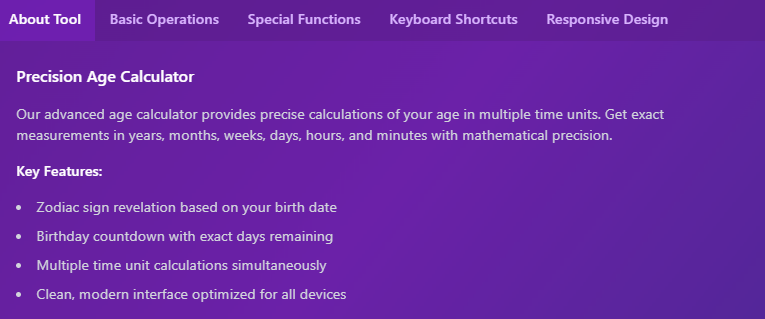 About Tool Basic Operations Special Functions Keyboard Shortcuts Responsive Design
Precision Age Calculator
Our advanced age calculator provides precise calculations of your age in multiple time units. Get exact
measurements in years, months, weeks, days, hours, and minutes with mathematical precision.
Key Features:
• Zodiac sign revelation based on your birth date
• Birthday countdown with exact days remaining
• Multiple time unit calculations simultaneously
• Clean, modern interface optimized for all devices